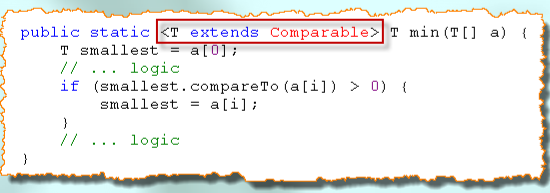 public static <T extends Comparable> T min(T[] a) {
    T smallest = a[0];
    // ... logic
    if (smallest.compareTo(a[i]) > 0) {
        smallest = a[i];
    }
    // ... logic
}